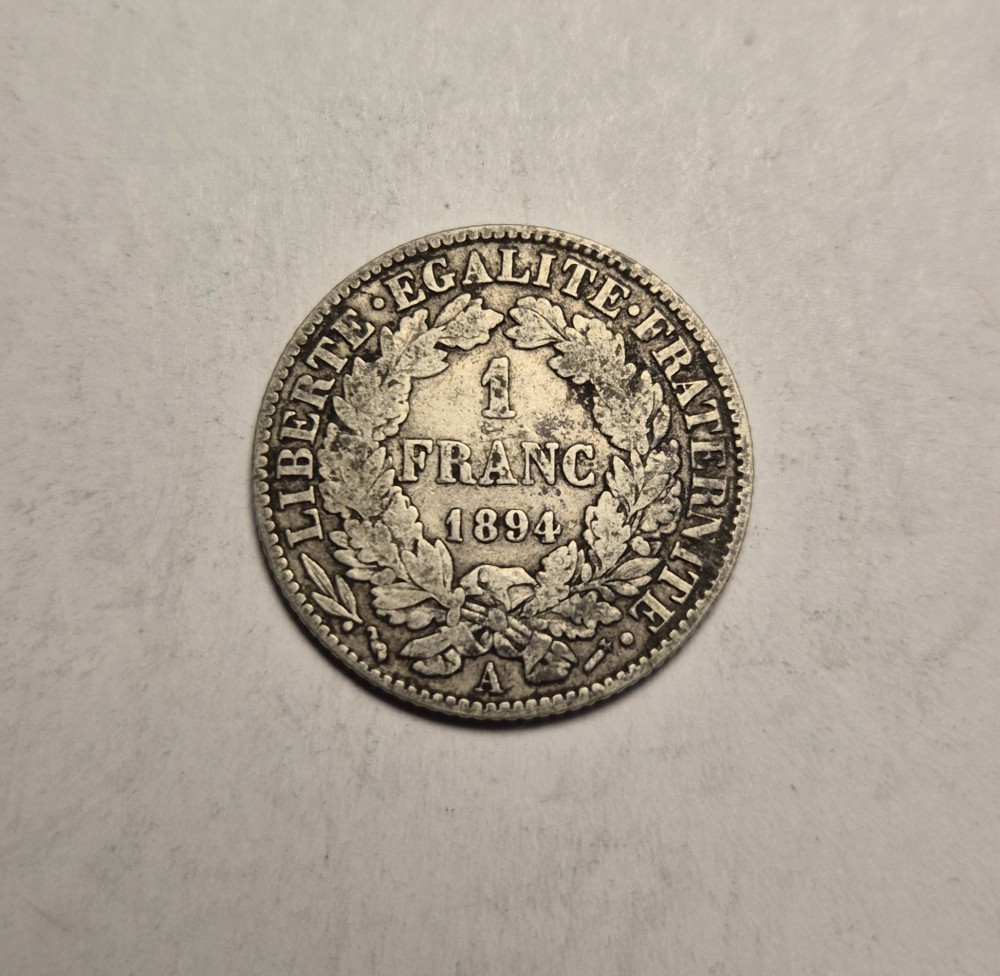 LIBERTE · EGALITE · FRATERNITE ·
1
FRANC
1894
A